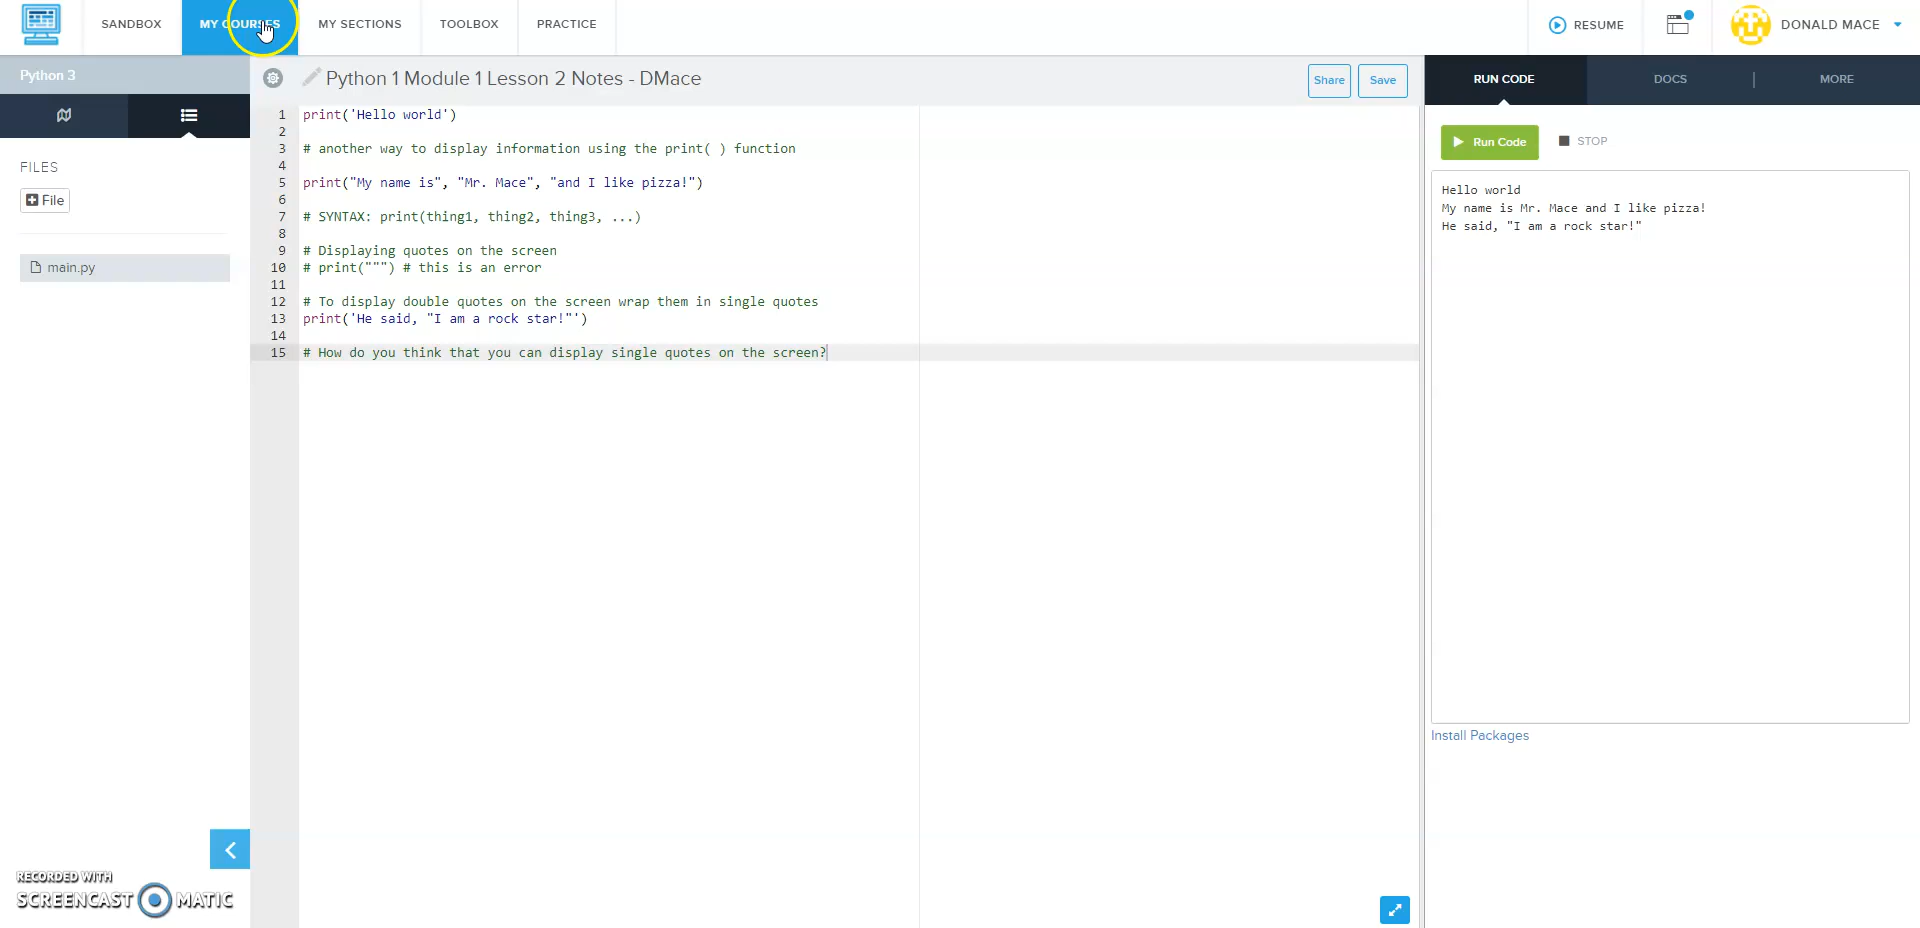 SANDBOX
MY COURSES
MY SECTIONS
TOOLBOX
PRACTICE
RESUME
DONALD MACE
Python 3
FILES
File
main.py
Python 1 Module 1 Lesson 2 Notes - DMace
Share
Save
1 print('Hello world')
2
3 # another way to display information using the print( ) function
4
5 print("My name is", "Mr. Mace", "and I like pizza!")
6
7 # SYNTAX: print(thing1, thing2, thing3, ...)
8
9 # Displaying quotes on the screen
10 # print(""") # this is an error
11
12 # To display double quotes on the screen wrap them in single quotes
13 print('He said, "I am a rock star!"')
14
15 # How do you think that you can display single quotes on the screen?
RUN CODE
DOCS
MORE
Run Code
STOP
Hello world
My name is Mr. Mace and I like pizza!
He said, "I am a rock star!"
Install Packages
RECORDED WITH
SCREENCAST MATIC